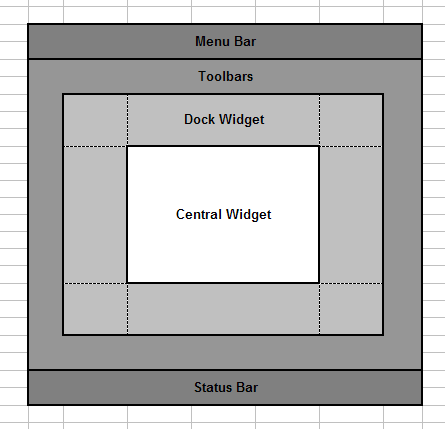 Menu Bar
Toolbars
Dock Widget
Central Widget
Status Bar